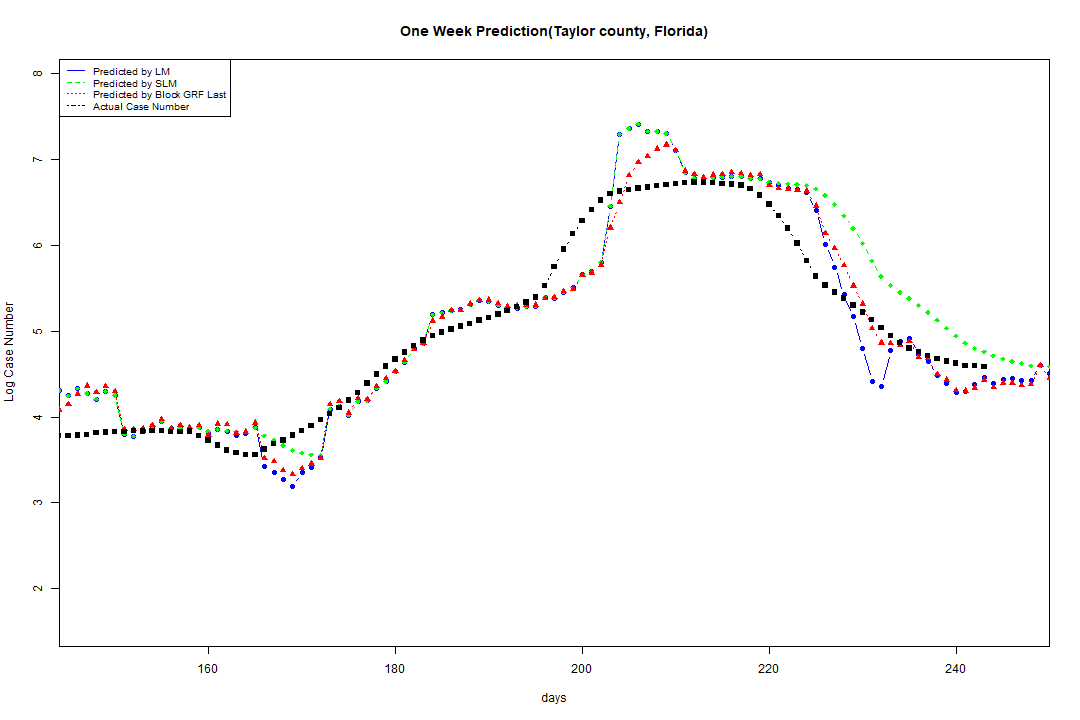 One Week Prediction(Taylor county, Florida)
Predicted by LM
Predicted by SLM
Predicted by Block GRF Last
Actual Case Number
8
7
6
5
4
3
2
Log Case Number
160 180 200 220 240
days